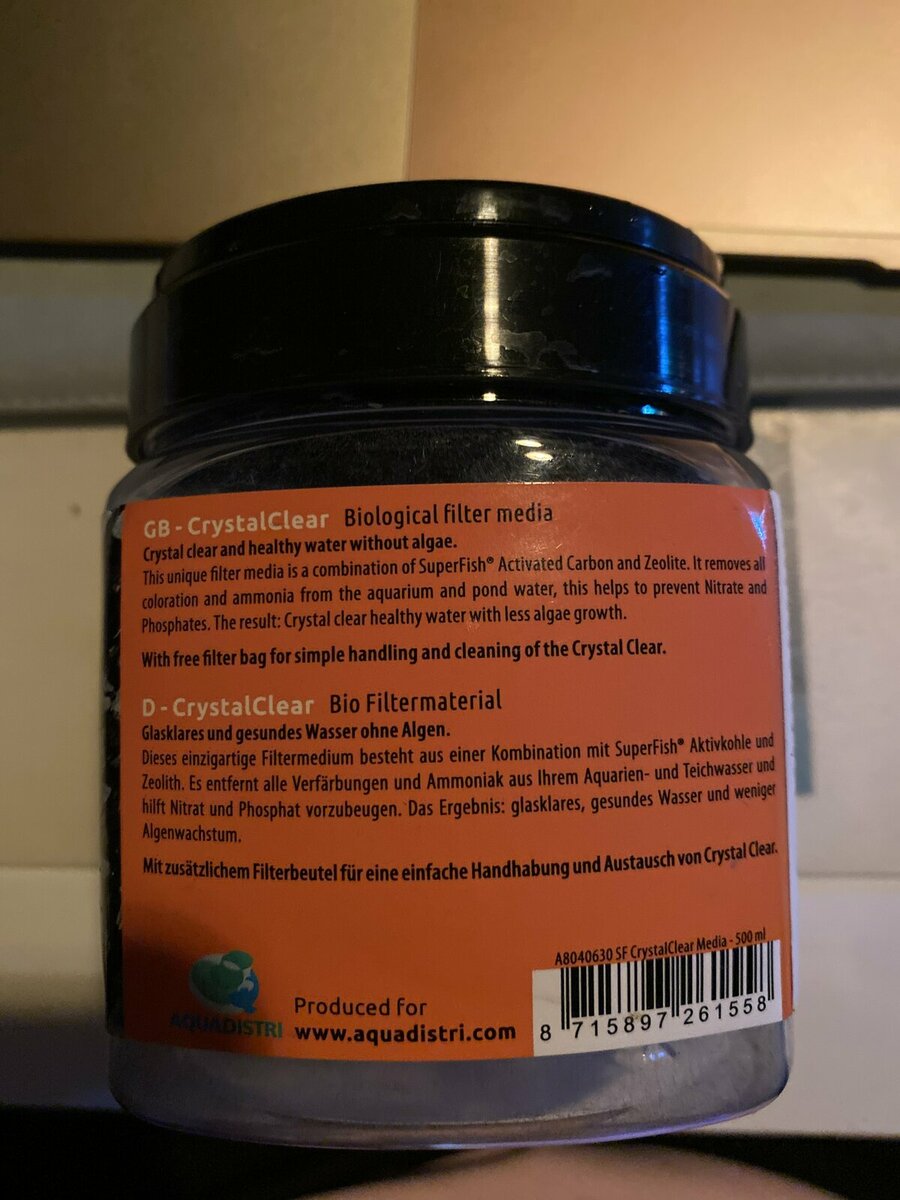 GB - CrystalClear Biological filter media
Crystal clear and healthy water without algae.
This unique filter media is a combination of SuperFish® Activated Carbon and Zeolite. It removes all
coloration and ammonia from the aquarium and pond water, this helps to prevent Nitrate and
Phosphates. The result: Crystal clear healthy water with less algae growth.
With free filter bag for simple handling and cleaning of the Crystal Clear.
D - CrystalClear Bio Filtermaterial
Glasklares und gesundes Wasser ohne Algen.
Dieses einzigartige Filtermedium besteht aus einer Kombination mit SuperFish® Aktivkohle und
Zeolith. Es entfernt alle Verfärbungen und Ammoniak aus Ihrem Aquarien- und Teichwasser und
hilft Nitrat und Phosphat vorzubeugen. Das Ergebnis: glasklares, gesundes Wasser und weniger
Algenwachstum.
Mit zusätzlichem Filterbeutel für eine einfache Handhabung und Austausch von Crystal Clear.
A8040630 SF CrystalClear Media - 500 ml
AQUADISTRI
Produced for
www.aquadistri.com
8 715897 261558